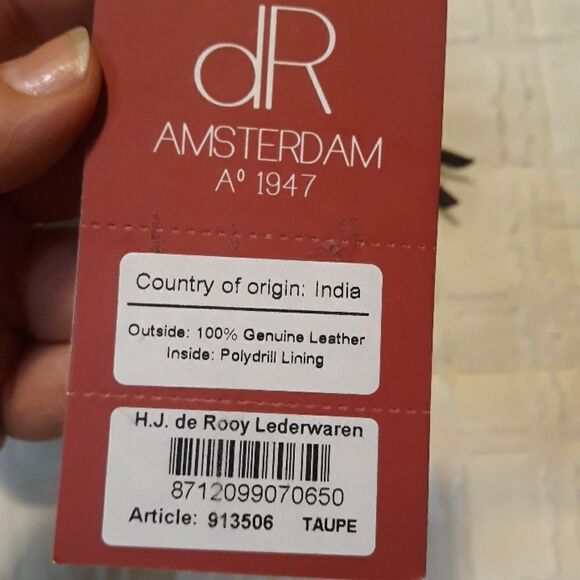 dR
AMSTERDAM
Aº 1947
Country of origin: India
Outside: 100% Genuine Leather
Inside: Polydrill Lining
H.J. de Rooy Lederwaren
8712099070650
Article: 913506 TAUPE